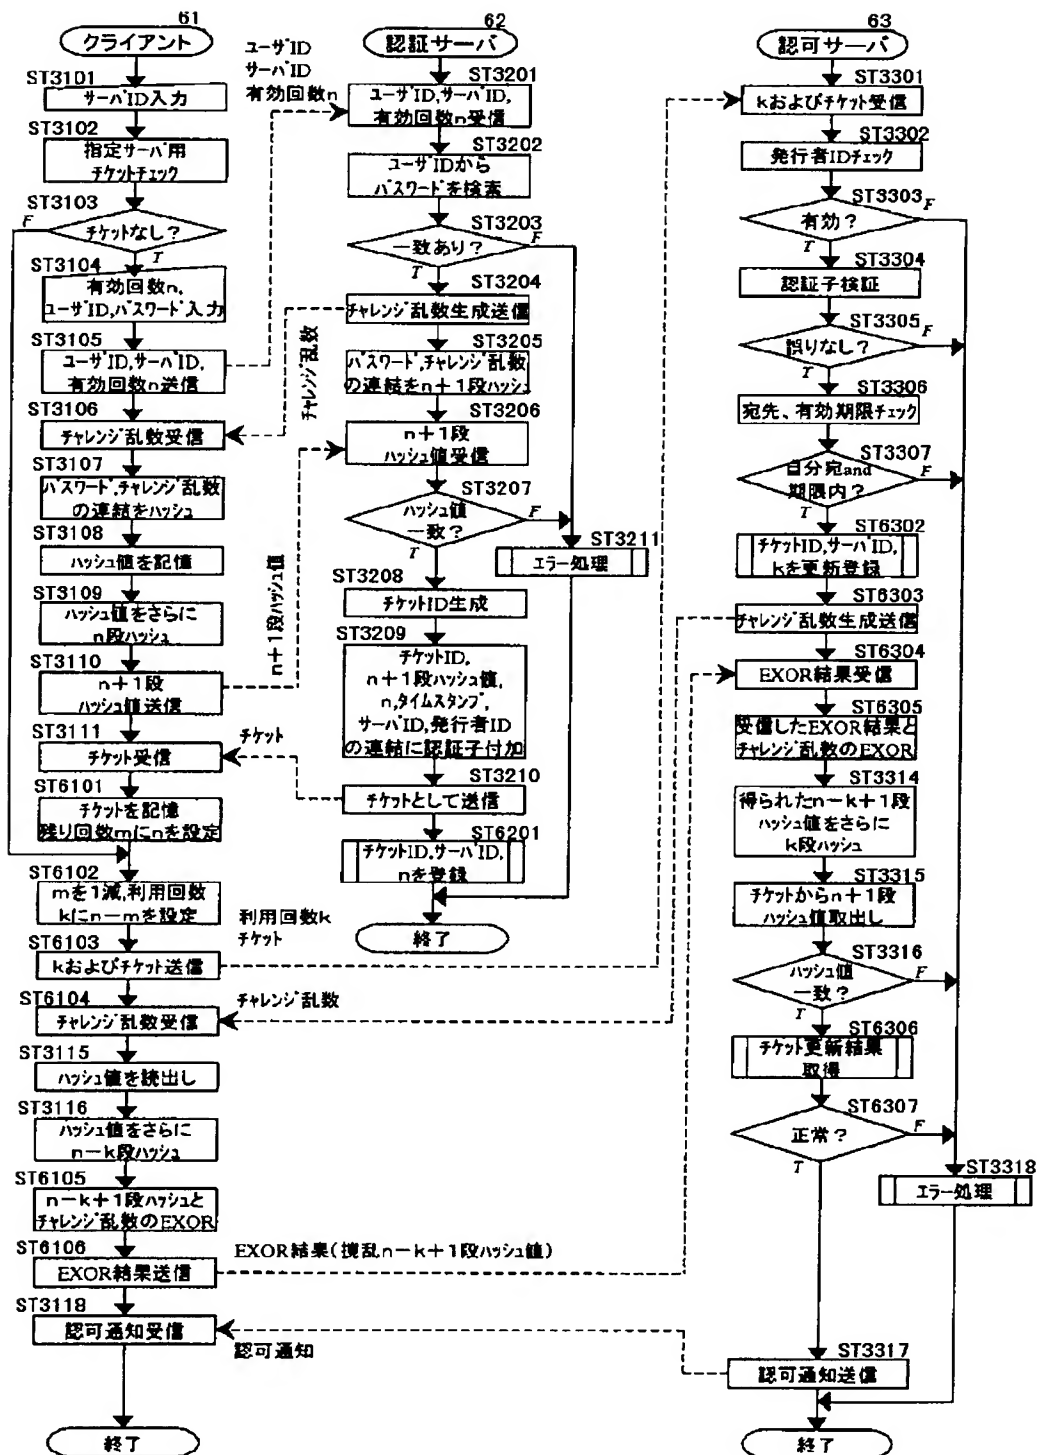 61
クライアント
ST3101
サーバID入力
ST3102
指定サーバ用
チケットチェック
ST3103
チケットなし？
F
T
ST3104
有効回数n,
ユーザID,パスワード入力
ST3105
ユーザID,サーバID,
有効回数n送信
ST3106
チャレンジ乱数受信
ST3107
パスワード,チャレンジ乱数
の連結をハッシュ
ST3108
ハッシュ値を記憶
ST3109
ハッシュ値をさらに
n段ハッシュ
ST3110
n＋1段
ハッシュ値送信
ST3111
チケット受信
ST6101
チケットを記憶
残り回数mにnを設定
ST6102
mを1減,利用回数
kにn－mを設定
ST6103
kおよびチケット送信
ST6104
チャレンジ乱数受信
ST3115
ハッシュ値を読出し
ST3116
ハッシュ値をさらに
n－k段ハッシュ
ST6105
n－k＋1段ハッシュと
チャレンジ乱数のEXOR
ST6106
EXOR結果送信
ST3118
認可通知受信
終了
ユーザID
サーバID
有効回数n
チャレンジ乱数
n＋1段ハッシュ値
チケット
利用回数k
チケット
チャレンジ乱数
EXOR結果(撹乱n－k＋1段ハッシュ値)
認可通知
62
認証サーバ
ST3201
ユーザID,サーバID,
有効回数n受信
ST3202
ユーザIDから
パスワードを検索
ST3203
一致あり？
F
T
ST3204
チャレンジ乱数生成送信
ST3205
パスワード,チャレンジ乱数
の連結をn＋1段ハッシュ
ST3206
n＋1段
ハッシュ値受信
ST3207
ハッシュ値
一致？
F
T
ST3211
エラー処理
ST3208
チケットID生成
ST3209
チケットID,
n＋1段ハッシュ値,
n,タイムスタンプ,
サーバID,発行者ID
の連結に認証子付加
ST3210
チケットとして送信
ST6201
チケットID,サーバID,
nを登録
終了
63
認可サーバ
ST3301
kおよびチケット受信
ST3302
発行者IDチェック
ST3303
有効？
F
T
ST3304
認証子検証
ST3305
誤りなし？
F
T
ST3306
宛先、有効期限チェック
ST3307
自分宛and
期限内？
F
T
ST6302
チケットID,サーバID,
kを更新登録
ST6303
チャレンジ乱数生成送信
ST6304
EXOR結果受信
ST6305
受信したEXOR結果と
チャレンジ乱数のEXOR
ST3314
得られたn－k＋1段
ハッシュ値をさらに
k段ハッシュ
ST3315
チケットからn＋1段
ハッシュ値取出し
ST3316
ハッシュ値
一致？
F
T
ST6306
チケット更新結果
取得
ST6307
正常？
F
T
ST3318
エラー処理
ST3317
認可通知送信
終了